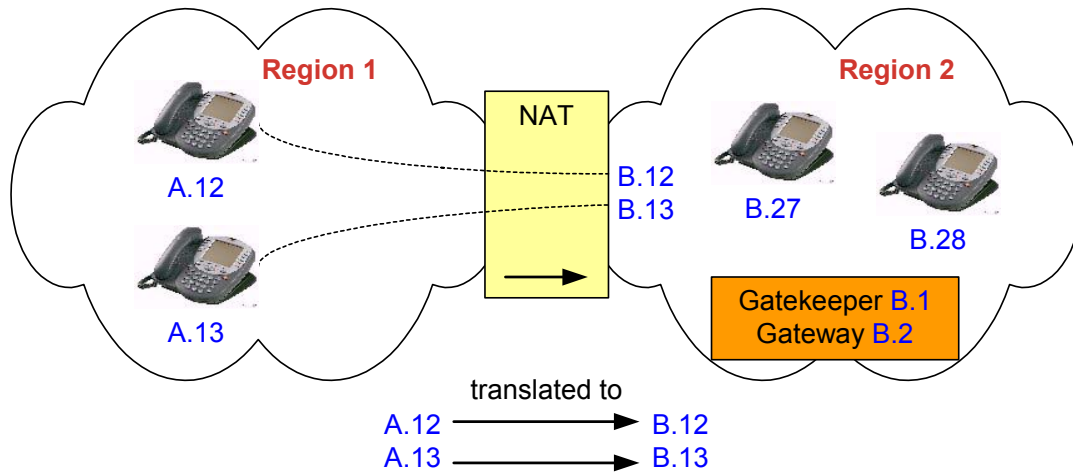 Region 1
Region 2
NAT
A.12
B.12
B.13
B.27
B.28
A.13
Gatekeeper B.1
Gateway B.2
translated to
A.12 B.12
A.13 B.13